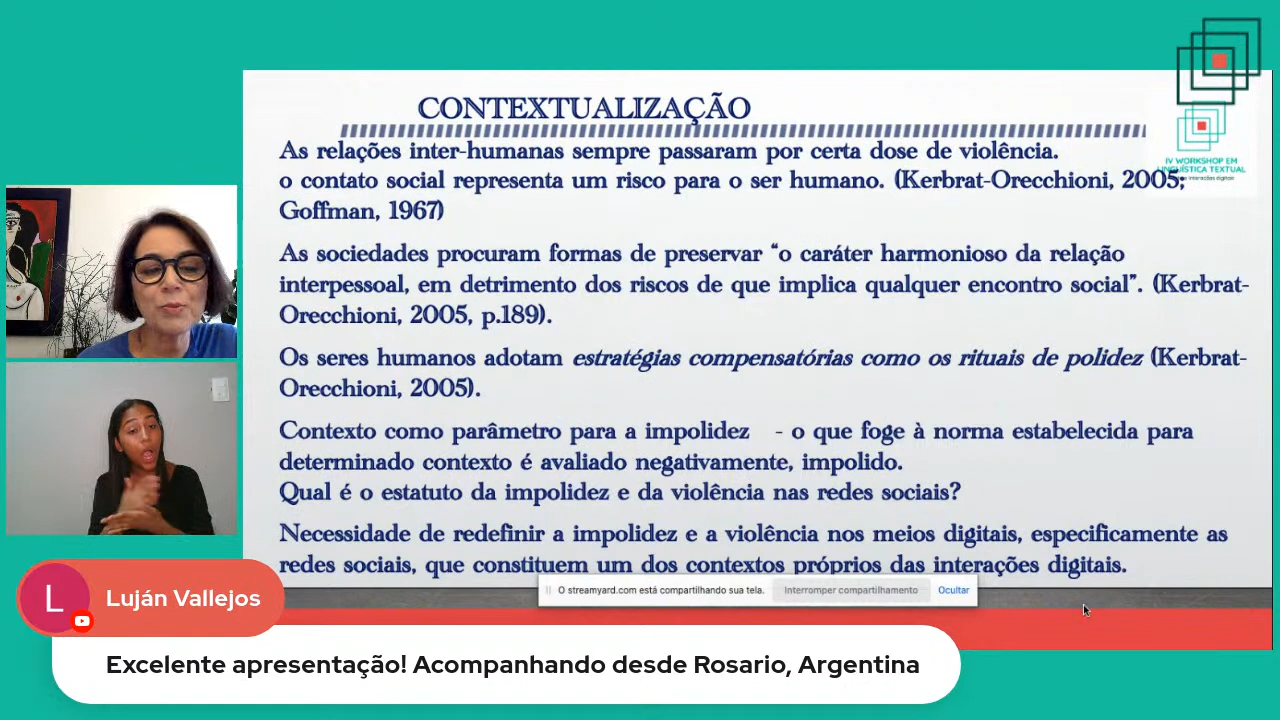 CONTEXTUALIZAÇÃO
As relações inter-humanas sempre passaram por certa dose de violência.
o contato social representa um risco para o ser humano. (Kerbrat-Orecchioni, 2005;
Goffman, 1967)
As sociedades procuram formas de preservar “o caráter harmonioso da relação
interpessoal, em detrimento dos riscos de que implica qualquer encontro social”. (Kerbrat-
Orecchioni, 2005, p.189).
Os seres humanos adotam estratégias compensatórias como os rituais de polidez (Kerbrat-
Orecchioni, 2005).
Contexto como parâmetro para a impolidez - o que foge à norma estabelecida para
determinado contexto é avaliado negativamente, impolido.
Qual é o estatuto da impolidez e da violência nas redes sociais?
Necessidade de redefinir a impolidez e a violência nos meios digitais, especificamente as
redes sociais, que constituem um dos contextos próprios das interações digitais.
IV WORKSHOP EM
LINGUÍSTICA TEXTUAL
interações digitais
O streamyard.com está compartilhando sua tela. Interromper compartilhamento Ocultar
L
Luján Vallejos
Excelente apresentação! Acompanhando desde Rosario, Argentina